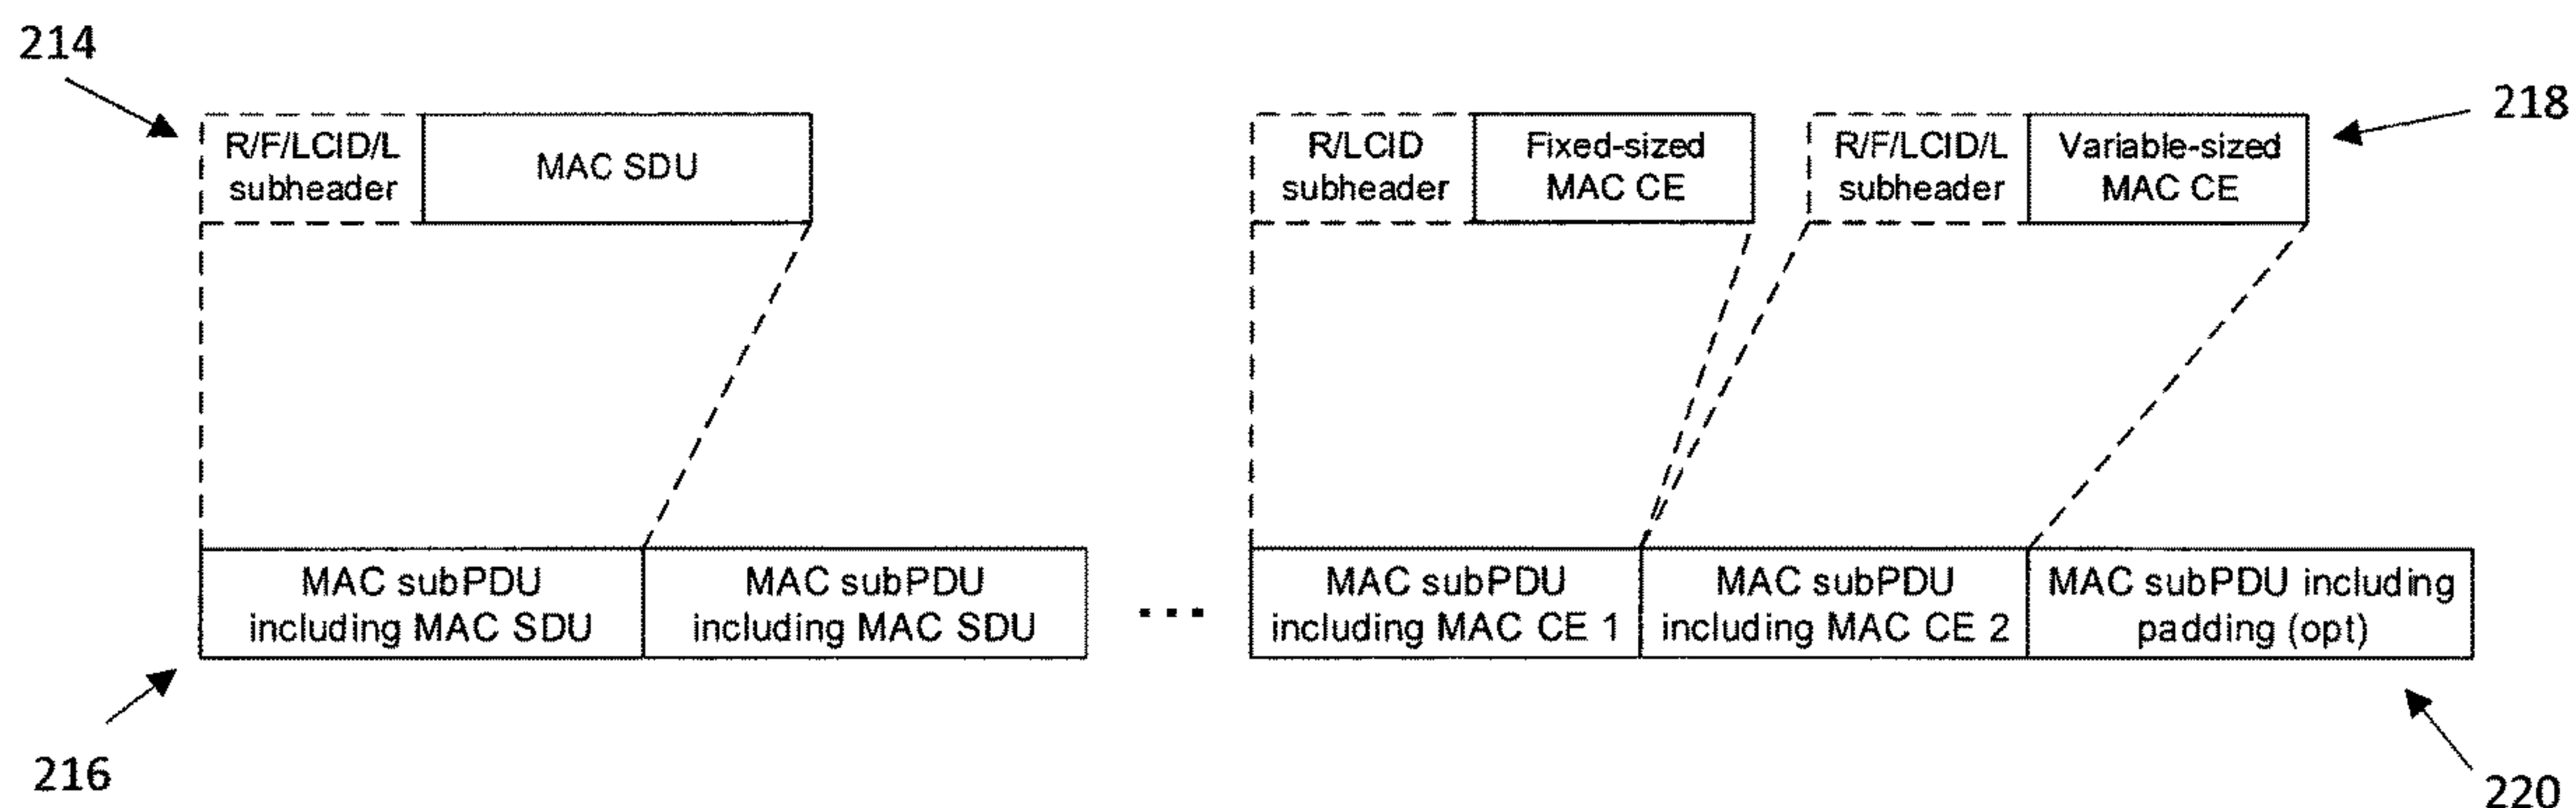 214
218
R/F/LCID/L
subheader
MAC SDU
R/LCID
subheader
Fixed-sized
MAC CE
R/F/LCID/L
subheader
Variable-sized
MAC CE
MAC subPDU
including MAC SDU
MAC subPDU
including MAC SDU
...
MAC subPDU
including MAC CE 1
MAC subPDU
including MAC CE 2
MAC subPDU including
padding (opt)
216
220